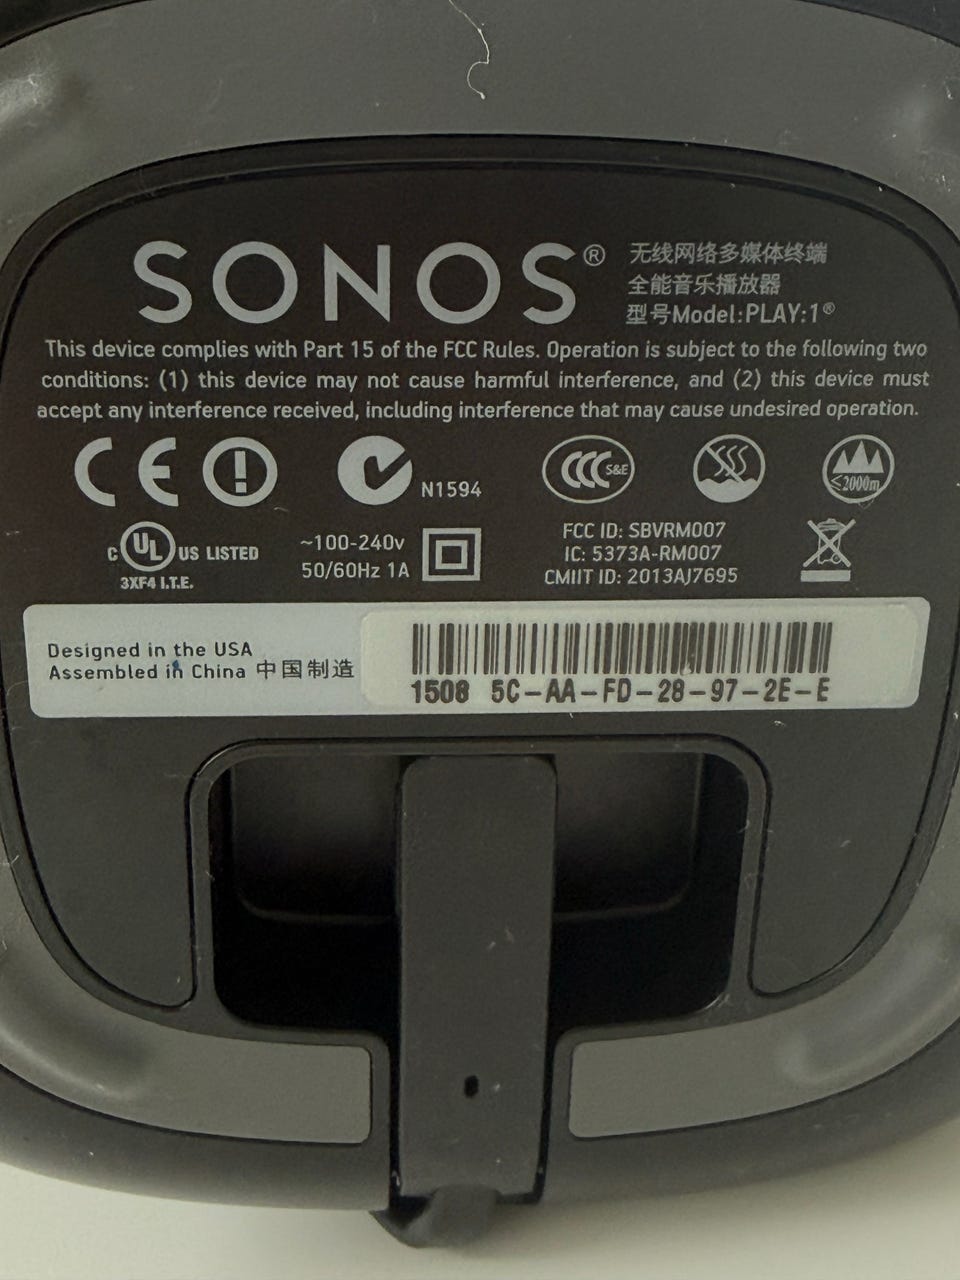 SONOS®
无线网络多媒体终端
全能音乐播放器
型号Model:PLAY:1®
This device complies with Part 15 of the FCC Rules. Operation is subject to the following two
conditions: (1) this device may not cause harmful interference, and (2) this device must
accept any interference received, including interference that may cause undesired operation.
CE
N1594
CCC S&E
≤2000m
C UL US LISTED
3XF4 I.T.E.
~100-240v
50/60Hz 1A
FCC ID: SBVRM007
IC: 5373A-RM007
CMIIT ID: 2013AJ7695
Designed in the USA
Assembled in China 中国制造
1508 5C-AA-FD-28-97-2E-E